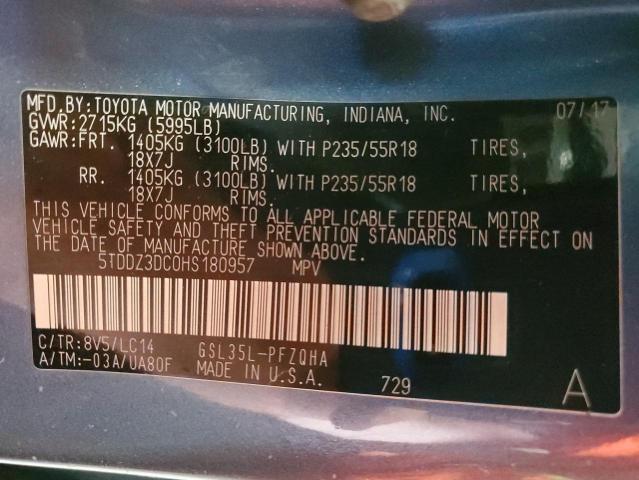 MFD.BY:TOYOTA MOTOR MANUFACTURING, INDIANA, INC. 07/17
GVWR:2715KG (5995LB)
GAWR:FRT. 1405KG (3100LB) WITH P235/55R18 TIRES,
18X7J RIMS.
RR. 1405KG (3100LB) WITH P235/55R18 TIRES,
18X7J RIMS.
THIS VEHICLE CONFORMS TO ALL APPLICABLE FEDERAL MOTOR
VEHICLE SAFETY AND THEFT PREVENTION STANDARDS IN EFFECT ON
THE DATE OF MANUFACTURE SHOWN ABOVE.
5TDDZ3DC0HS180957 MPV
C/TR:8V5/LC14 GSL35L-PFZQHA
A/TM:-03A/UA80F MADE IN U.S.A. 729 A